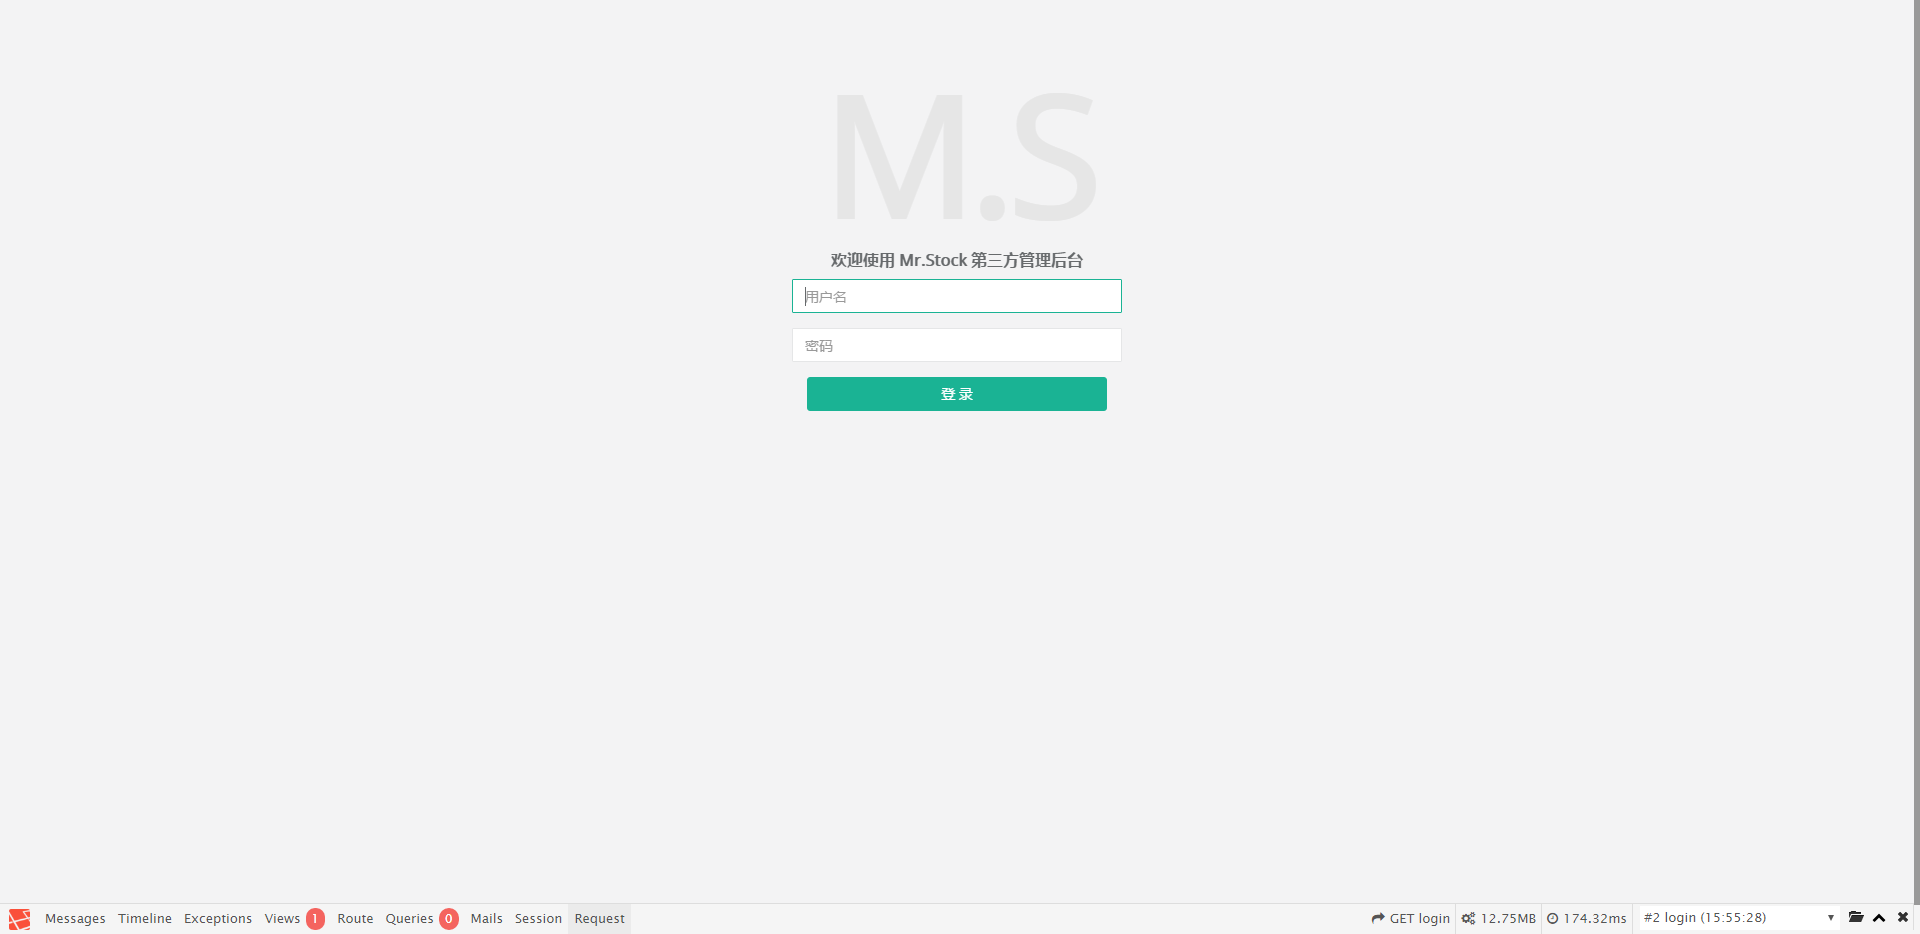 M.S
欢迎使用 Mr.Stock 第三方管理后台
用户名
密码
登 录
Messages Timeline Exceptions Views 1 Route Queries 0 Mails Session Request GET login 12.75MB 174.32ms #2 login (15:55:28)